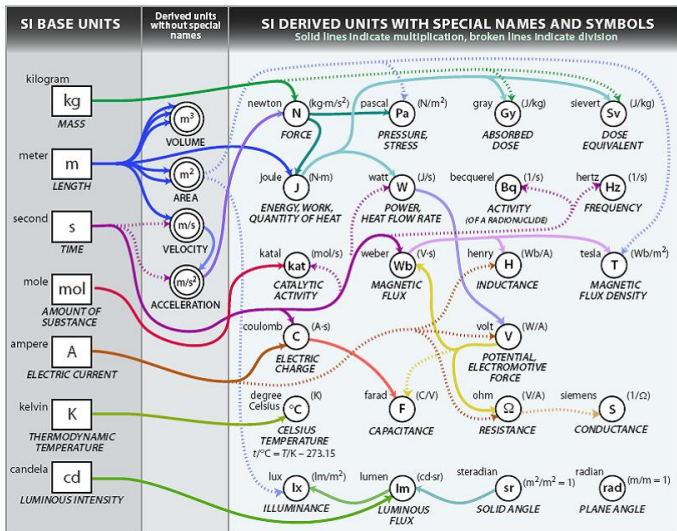 SI BASE UNITS
Derived units
without special
names
SI DERIVED UNITS WITH SPECIAL NAMES AND SYMBOLS
Solid lines indicate multiplication, broken lines indicate division
kilogram
kg
MASS
newton
N
(kg·m/s²)
FORCE
pascal
Pa
(N/m²)
PRESSURE,
STRESS
gray
Gy
(J/kg)
ABSORBED
DOSE
sievert
Sv
(J/kg)
DOSE
EQUIVALENT
m³
VOLUME
meter
m
LENGTH
m²
AREA
joule
J
(N·m)
ENERGY, WORK,
QUANTITY OF HEAT
watt
W
(J/s)
POWER,
HEAT FLOW RATE
becquerel
Bq
(1/s)
ACTIVITY
(OF A RADIONUCLIDE)
hertz
Hz
(1/s)
FREQUENCY
second
s
TIME
m/s
VELOCITY
katal
kat
(mol/s)
CATALYTIC
ACTIVITY
weber
Wb
(V·s)
MAGNETIC
FLUX
henry
H
(Wb/A)
INDUCTANCE
tesla
T
(Wb/m²)
MAGNETIC
FLUX DENSITY
mole
mol
AMOUNT OF
SUBSTANCE
m/s²
ACCELERATION
coulomb
C
(A·s)
ELECTRIC
CHARGE
volt
V
(W/A)
POTENTIAL,
ELECTROMOTIVE
FORCE
ampere
A
ELECTRIC CURRENT
kelvin
K
THERMODYNAMIC
TEMPERATURE
degree
Celsius
°C
(K)
CELSIUS
TEMPERATURE
t/°C = T/K – 273.15
farad
F
(C/V)
CAPACITANCE
ohm
Ω
(V/A)
RESISTANCE
siemens
S
(1/Ω)
CONDUCTANCE
candela
cd
LUMINOUS INTENSITY
lux
lx
(lm/m²)
ILLUMINANCE
lumen
lm
(cd·sr)
LUMINOUS
FLUX
steradian
sr
(m²/m² = 1)
SOLID ANGLE
radian
rad
(m/m = 1)
PLANE ANGLE